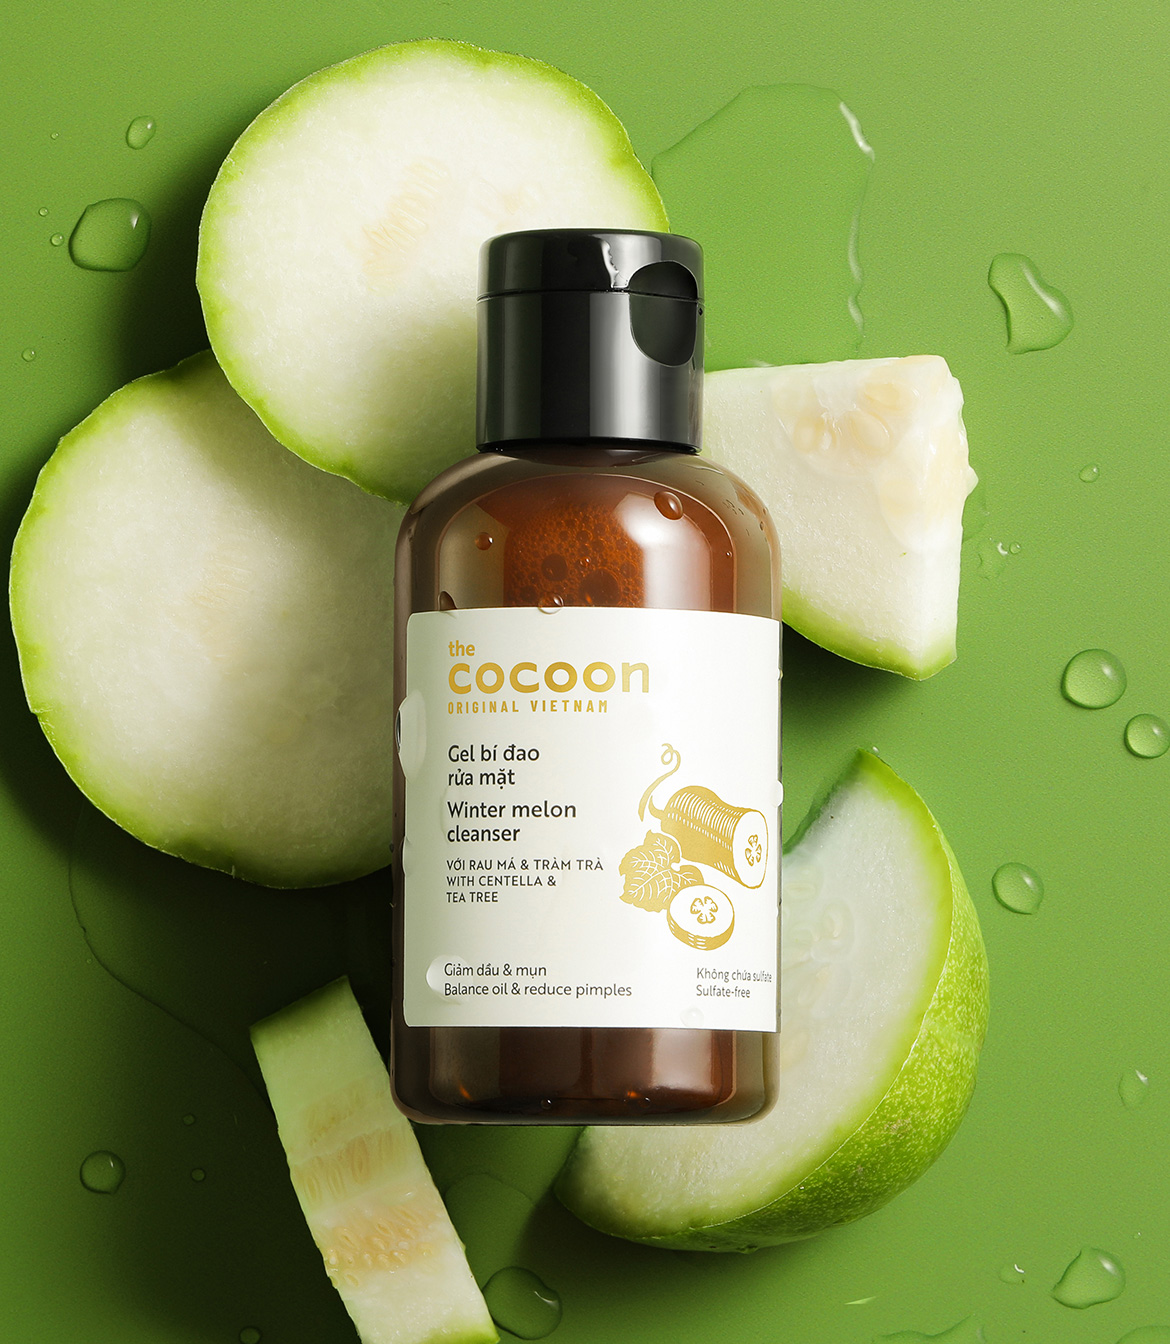 the
cocoon
ORIGINAL VIETNAM
Gel bí đao
rửa mặt
Winter melon
cleanser
VỚI RAU MÁ & TRÀM TRÀ
WITH CENTELLA &
TEA TREE
Giảm dầu & mụn
Balance oil & reduce pimples
Không chứa sulfate
Sulfate-free